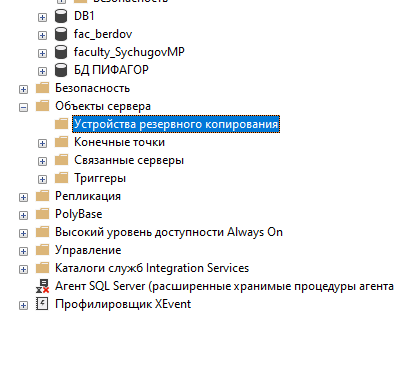 Безопасность
DB1
fac_berdov
faculty_SychugovMP
БД ПИФАГОР
Безопасность
Объекты сервера
Устройства резервного копирования
Конечные точки
Связанные серверы
Триггеры
Репликация
PolyBase
Высокий уровень доступности Always On
Управление
Каталоги служб Integration Services
Агент SQL Server (расширенные хранимые процедуры агента
Профилировщик XEvent